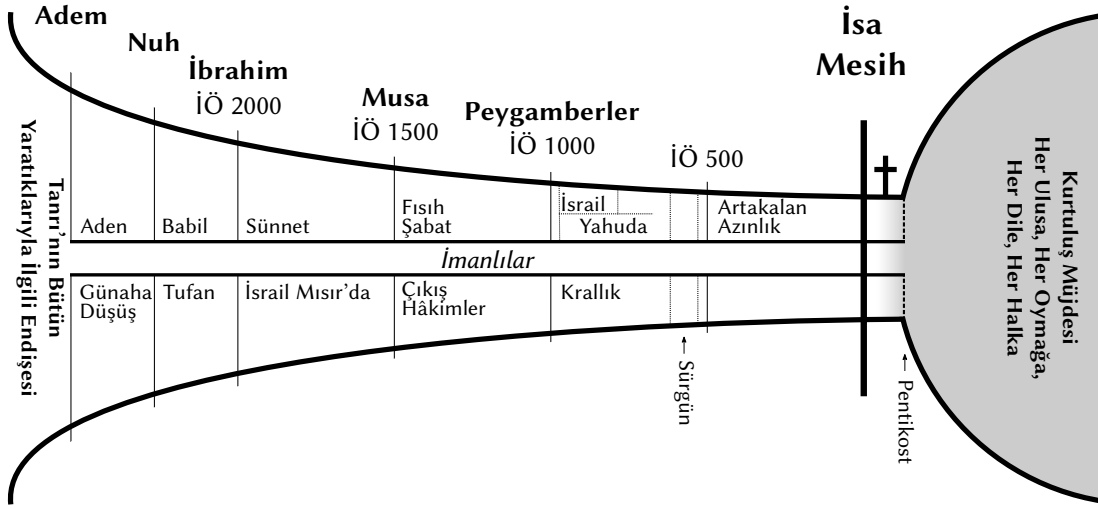 Adem
Nuh
İbrahim
İÖ 2000
Musa
İÖ 1500
Peygamberler
İÖ 1000
İÖ 500
İsa
Mesih
Tanrı’nın Bütün
Yaratıklarıyla İlgili Endişesi
Aden
Babil
Sünnet
Fısıh
Şabat
İsrail
Yahuda
Artakalan
Azınlık
İmanlılar
Günaha
Düşüş
Tufan
İsrail Mısır’da
Çıkış
Hâkimler
Krallık
Sürgün
Pentikost
Kurtuluş Müjdesi
Her Ulusa, Her Oymağa,
Her Dile, Her Halka